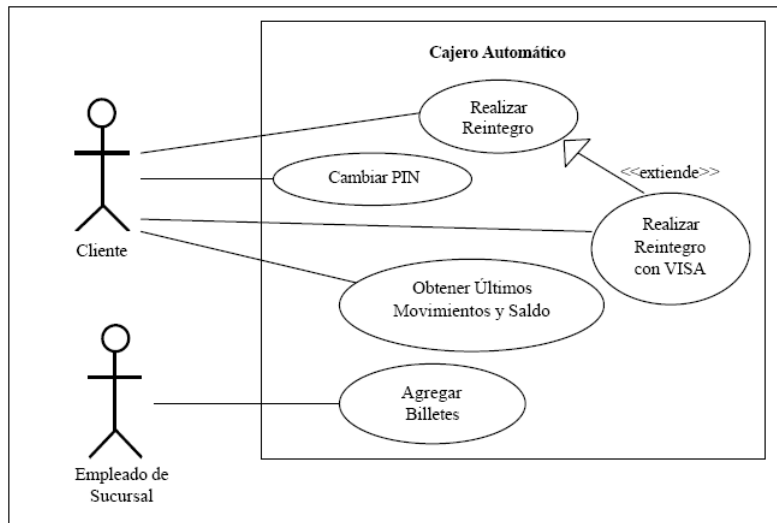 Cajero Automático
Realizar
Reintegro
<<extiende>>
Cambiar PIN
Realizar
Reintegro
con VISA
Cliente
Obtener Últimos
Movimientos y Saldo
Agregar
Billetes
Empleado de
Sucursal